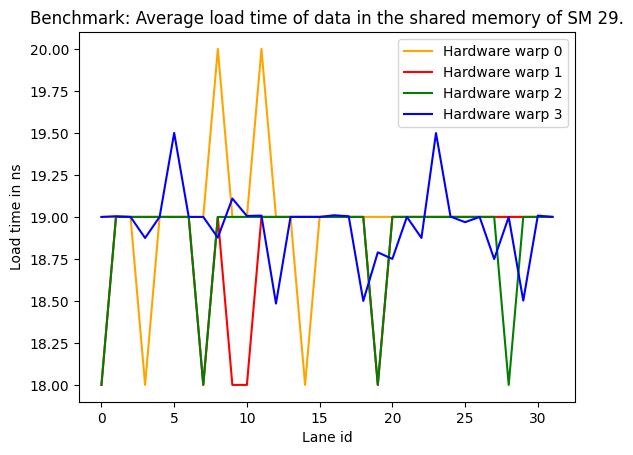 Benchmark: Average load time of data in the shared memory of SM 29.
Hardware warp 0
Hardware warp 1
Hardware warp 2
Hardware warp 3
Load time in ns
20.00
19.75
19.50
19.25
19.00
18.75
18.50
18.25
18.00
0 5 10 15 20 25 30
Lane id